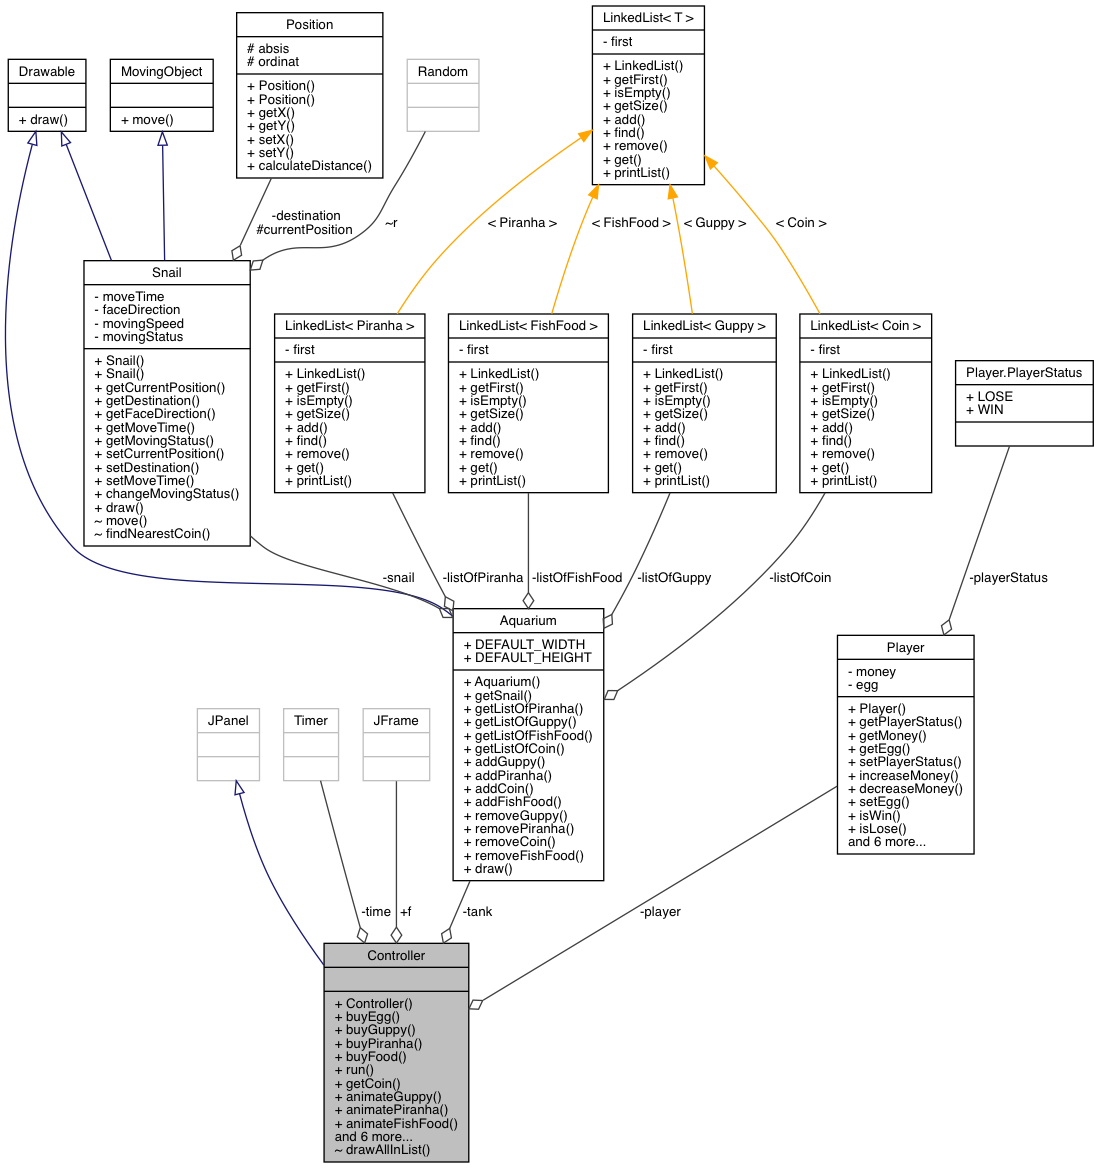 Position
# absis
# ordinat
+ Position()
+ Position()
+ getX()
+ getY()
+ setX()
+ setY()
+ calculateDistance()
LinkedList< T >
- first
+ LinkedList()
+ getFirst()
+ isEmpty()
+ getSize()
+ add()
+ find()
+ remove()
+ get()
+ printList()
Drawable
+ draw()
MovingObject
+ move()
Random
-destination
#currentPosition
~r
< Piranha >
< FishFood >
< Guppy >
< Coin >
Snail
- moveTime
- faceDirection
- movingSpeed
- movingStatus
+ Snail()
+ Snail()
+ getCurrentPosition()
+ getDestination()
+ getFaceDirection()
+ getMoveTime()
+ getMovingStatus()
+ setCurrentPosition()
+ setDestination()
+ setMoveTime()
+ changeMovingStatus()
+ draw()
~ move()
~ findNearestCoin()
LinkedList< Piranha >
- first
+ LinkedList()
+ getFirst()
+ isEmpty()
+ getSize()
+ add()
+ find()
+ remove()
+ get()
+ printList()
LinkedList< FishFood >
- first
+ LinkedList()
+ getFirst()
+ isEmpty()
+ getSize()
+ add()
+ find()
+ remove()
+ get()
+ printList()
LinkedList< Guppy >
- first
+ LinkedList()
+ getFirst()
+ isEmpty()
+ getSize()
+ add()
+ find()
+ remove()
+ get()
+ printList()
LinkedList< Coin >
- first
+ LinkedList()
+ getFirst()
+ isEmpty()
+ getSize()
+ add()
+ find()
+ remove()
+ get()
+ printList()
Player.PlayerStatus
+ LOSE
+ WIN
-snail
-listOfPiranha
-listOfFishFood
-listOfGuppy
-listOfCoin
-playerStatus
Aquarium
+ DEFAULT_WIDTH
+ DEFAULT_HEIGHT
+ Aquarium()
+ getSnail()
+ getListOfPiranha()
+ getListOfGuppy()
+ getListOfFishFood()
+ getListOfCoin()
+ addGuppy()
+ addPiranha()
+ addCoin()
+ addFishFood()
+ removeGuppy()
+ removePiranha()
+ removeCoin()
+ removeFishFood()
+ draw()
Player
- money
- egg
+ Player()
+ getPlayerStatus()
+ getMoney()
+ getEgg()
+ setPlayerStatus()
+ increaseMoney()
+ decreaseMoney()
+ setEgg()
+ isWin()
+ isLose()
and 6 more...
JPanel
Timer
JFrame
-time
+f
-tank
-player
Controller
+ Controller()
+ buyEgg()
+ buyGuppy()
+ buyPiranha()
+ buyFood()
+ run()
+ getCoin()
+ animateGuppy()
+ animatePiranha()
+ animateFishFood()
and 6 more...
~ drawAllInList()